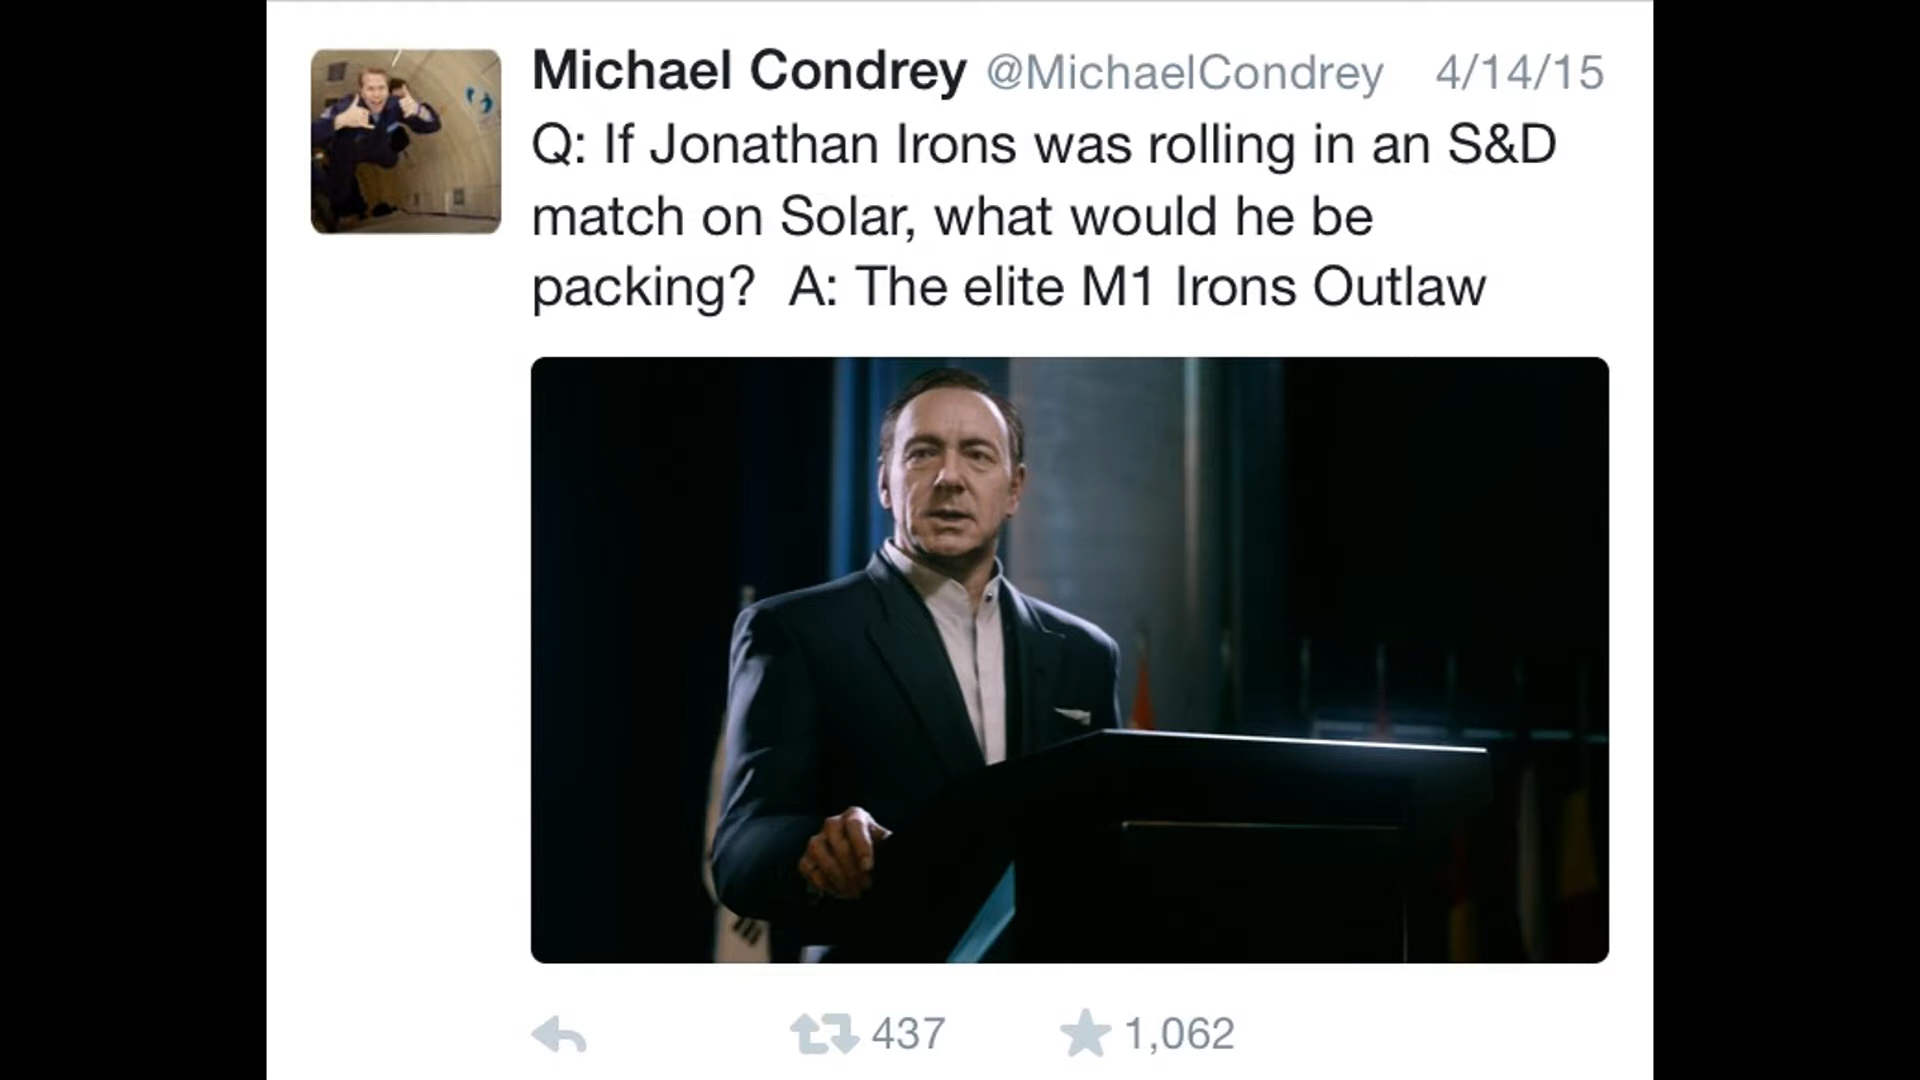 Michael Condrey @MichaelCondrey 4/14/15
Q: If Jonathan Irons was rolling in an S&D
match on Solar, what would he be
packing?  A: The elite M1 Irons Outlaw
437 1,062